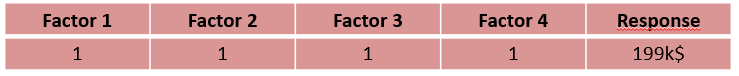 Factor 1 Factor 2 Factor 3 Factor 4 Response
1 1 1 1 199k$